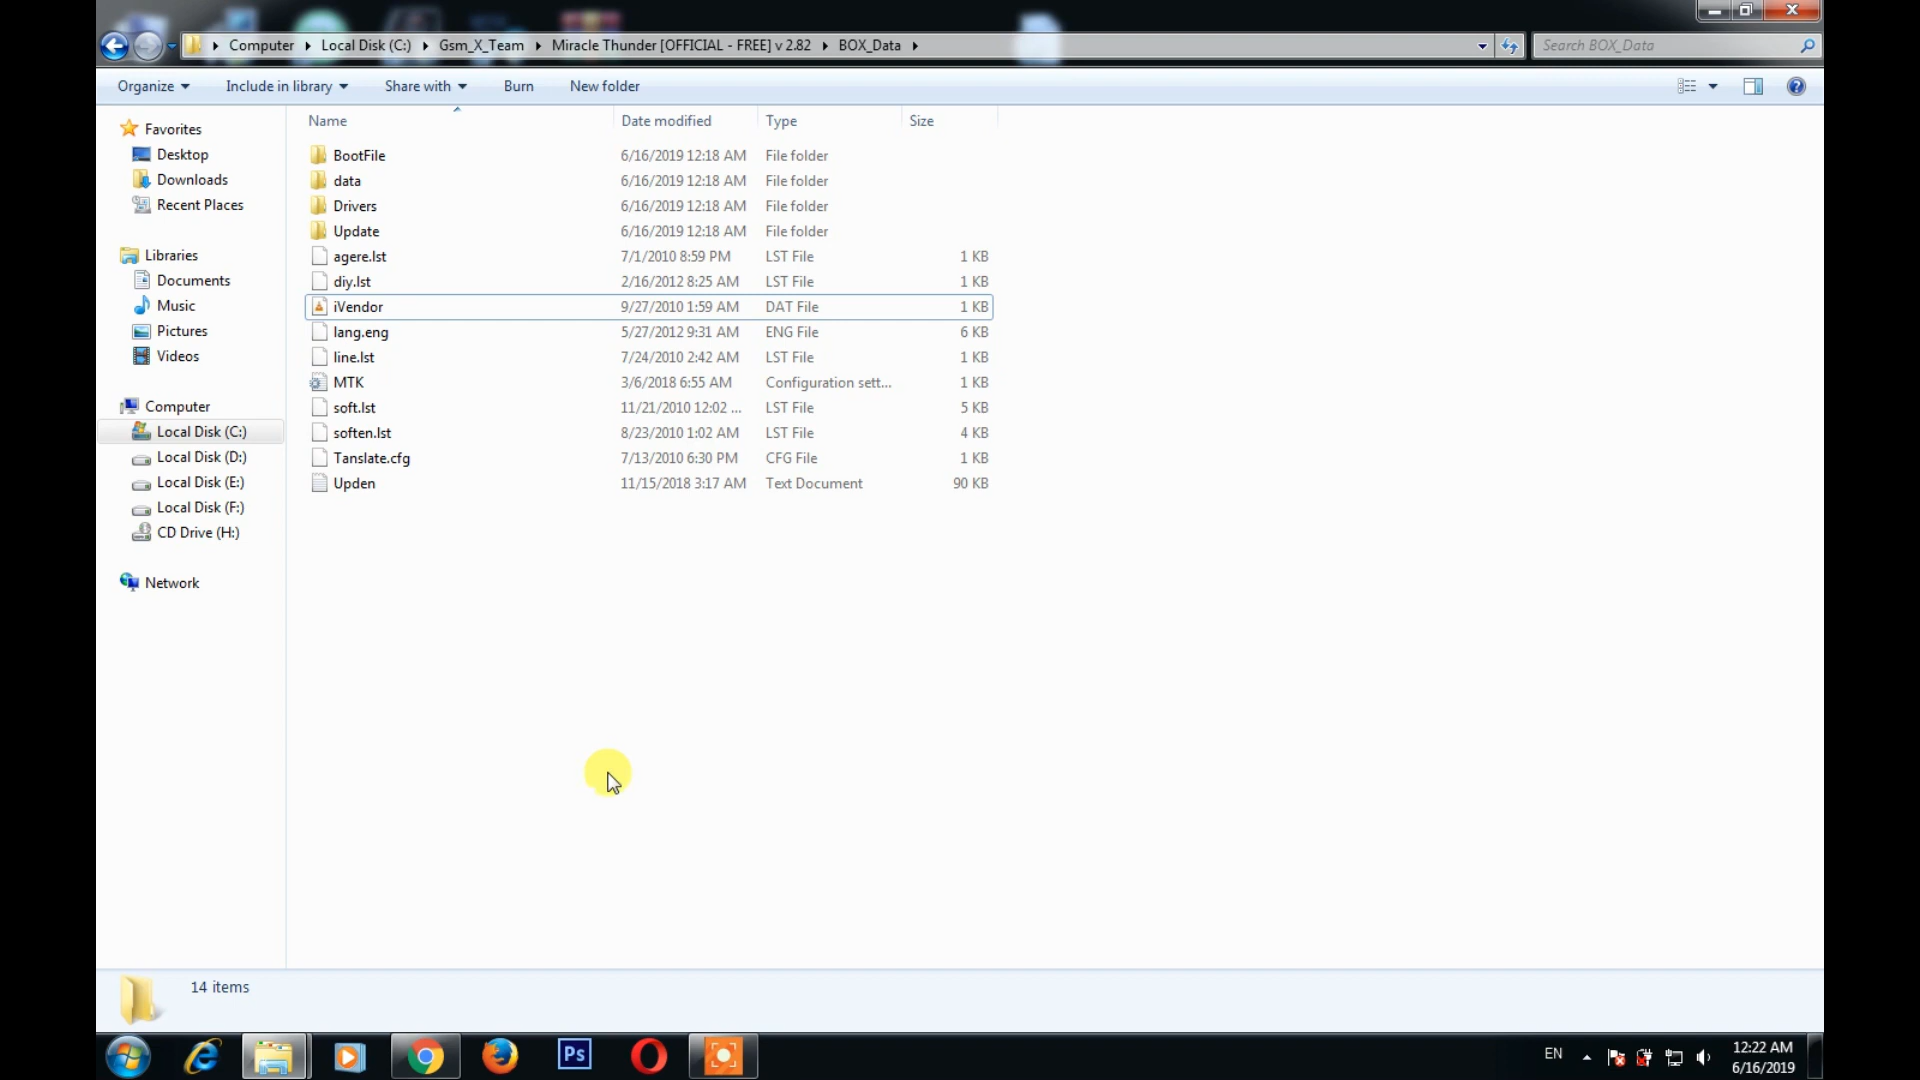 Computer Local Disk (C:) Gsm_X_Team Miracle Thunder [OFFICIAL - FREE] v 2.82 BOX_Data
Search BOX_Data
Organize Include in library Share with Burn New folder
Name Date modified Type Size
Favorites
Desktop
Downloads
Recent Places
Libraries
Documents
Music
Pictures
Videos
Computer
Local Disk (C:)
Local Disk (D:)
Local Disk (E:)
Local Disk (F:)
CD Drive (H:)
Network
BootFile 6/16/2019 12:18 AM File folder
data 6/16/2019 12:18 AM File folder
Drivers 6/16/2019 12:18 AM File folder
Update 6/16/2019 12:18 AM File folder
agere.lst 7/1/2010 8:59 PM LST File 1 KB
diy.lst 2/16/2012 8:25 AM LST File 1 KB
iVendor 9/27/2010 1:59 AM DAT File 1 KB
lang.eng 5/27/2012 9:31 AM ENG File 6 KB
line.lst 7/24/2010 2:42 AM LST File 1 KB
MTK 3/6/2018 6:55 AM Configuration sett... 1 KB
soft.lst 11/21/2010 12:02 ... LST File 5 KB
soften.lst 8/23/2010 1:02 AM LST File 4 KB
Tanslate.cfg 7/13/2010 6:30 PM CFG File 1 KB
Upden 11/15/2018 3:17 AM Text Document 90 KB
14 items
Ps
EN
12:22 AM
6/16/2019